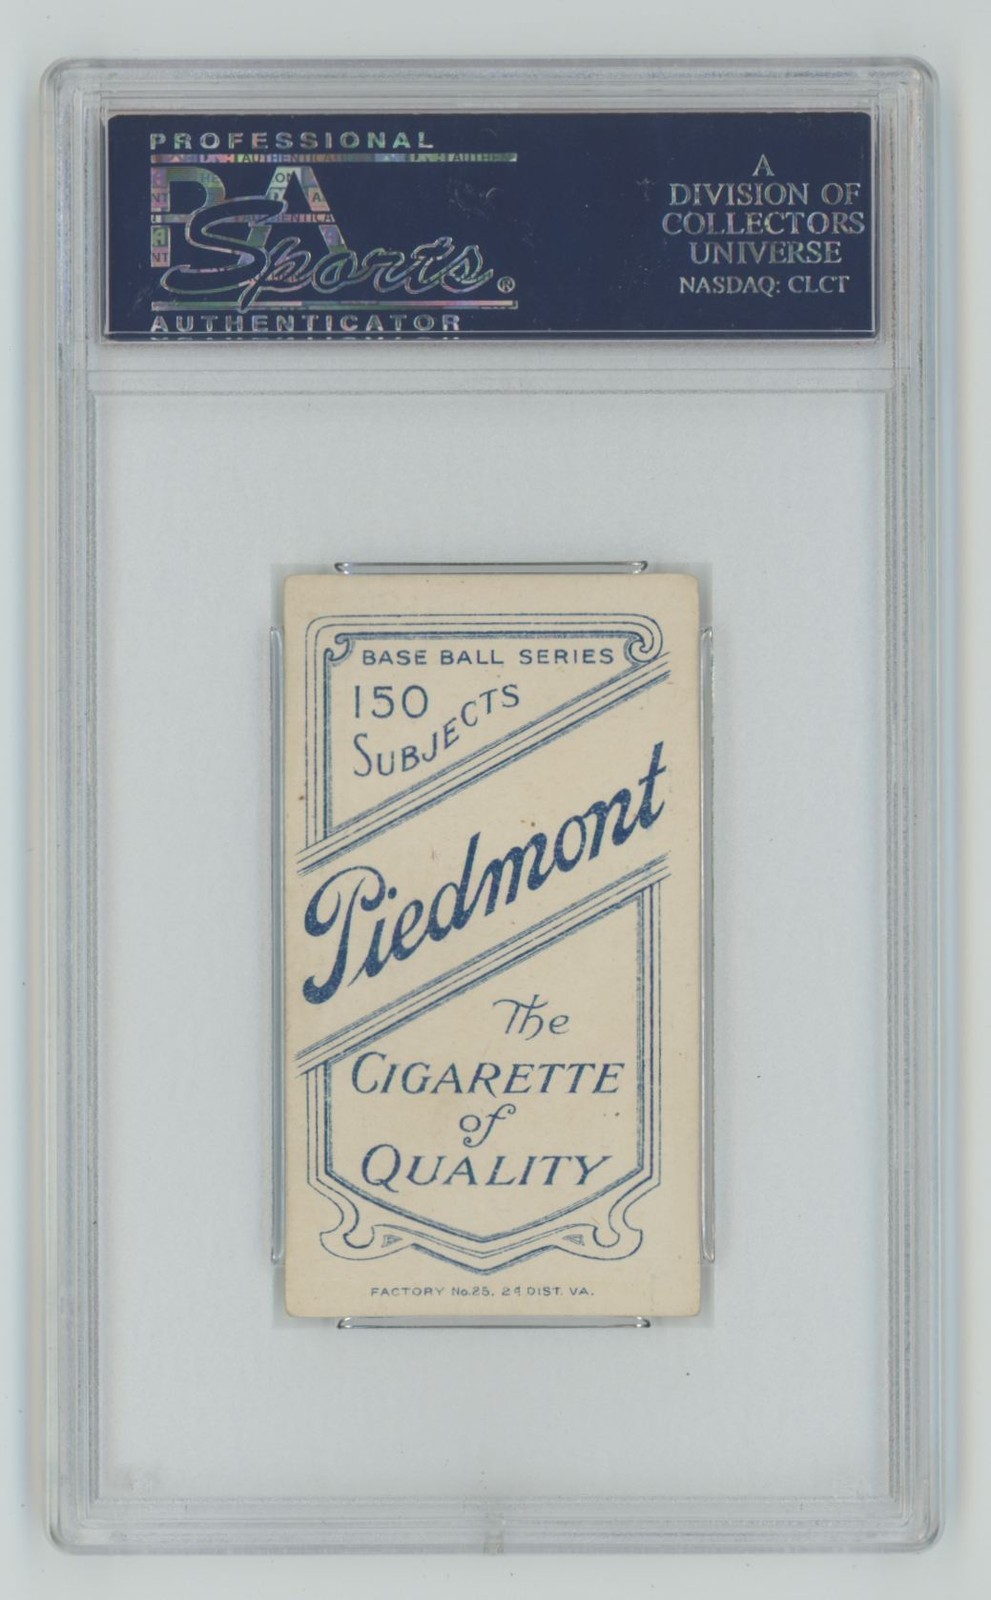 PROFESSIONAL
PSA
Sports®
AUTHENTICATOR
A
DIVISION OF
COLLECTORS
UNIVERSE
NASDAQ: CLCT
BASE BALL SERIES
150
SUBJECTS
Piedmont
The
CIGARETTE
of
QUALITY
FACTORY No.25, 2d DIST. VA.